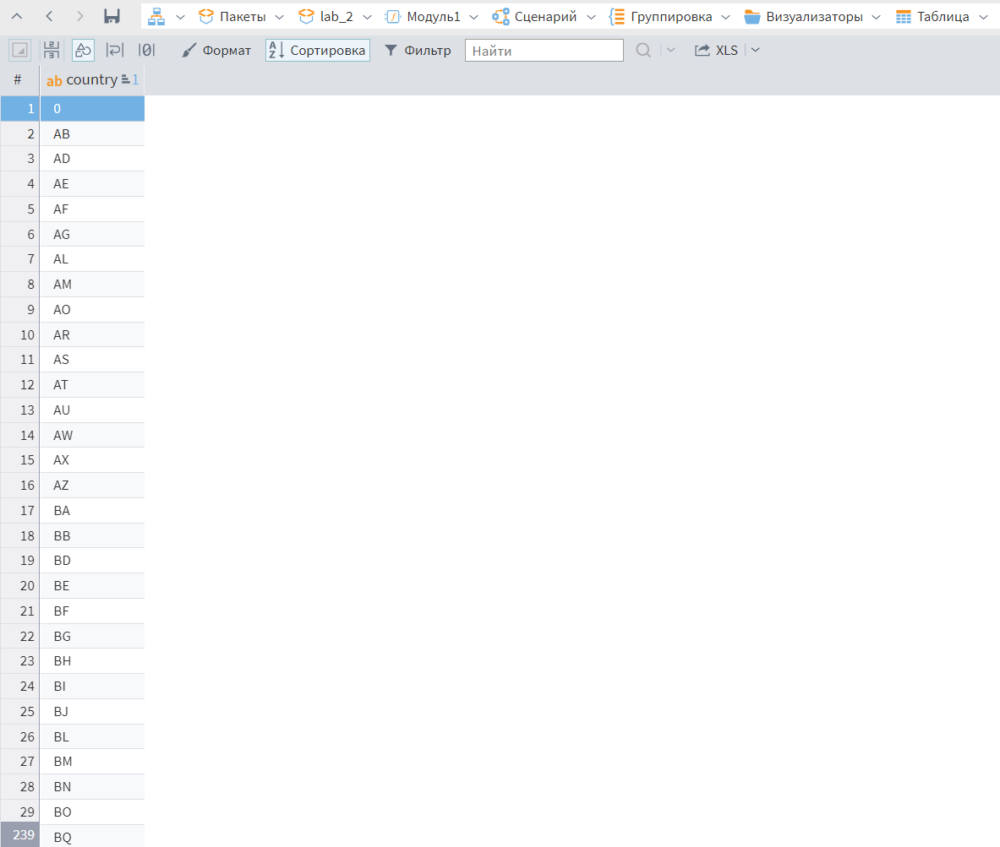 Пакеты lab_2 Модуль1 Сценарий Группировка Визуализаторы Таблица
Формат Сортировка Фильтр Найти XLS
# ab country 1
1 0
2 AB
3 AD
4 AE
5 AF
6 AG
7 AL
8 AM
9 AO
10 AR
11 AS
12 AT
13 AU
14 AW
15 AX
16 AZ
17 BA
18 BB
19 BD
20 BE
21 BF
22 BG
23 BH
24 BI
25 BJ
26 BL
27 BM
28 BN
29 BO
239 BQ